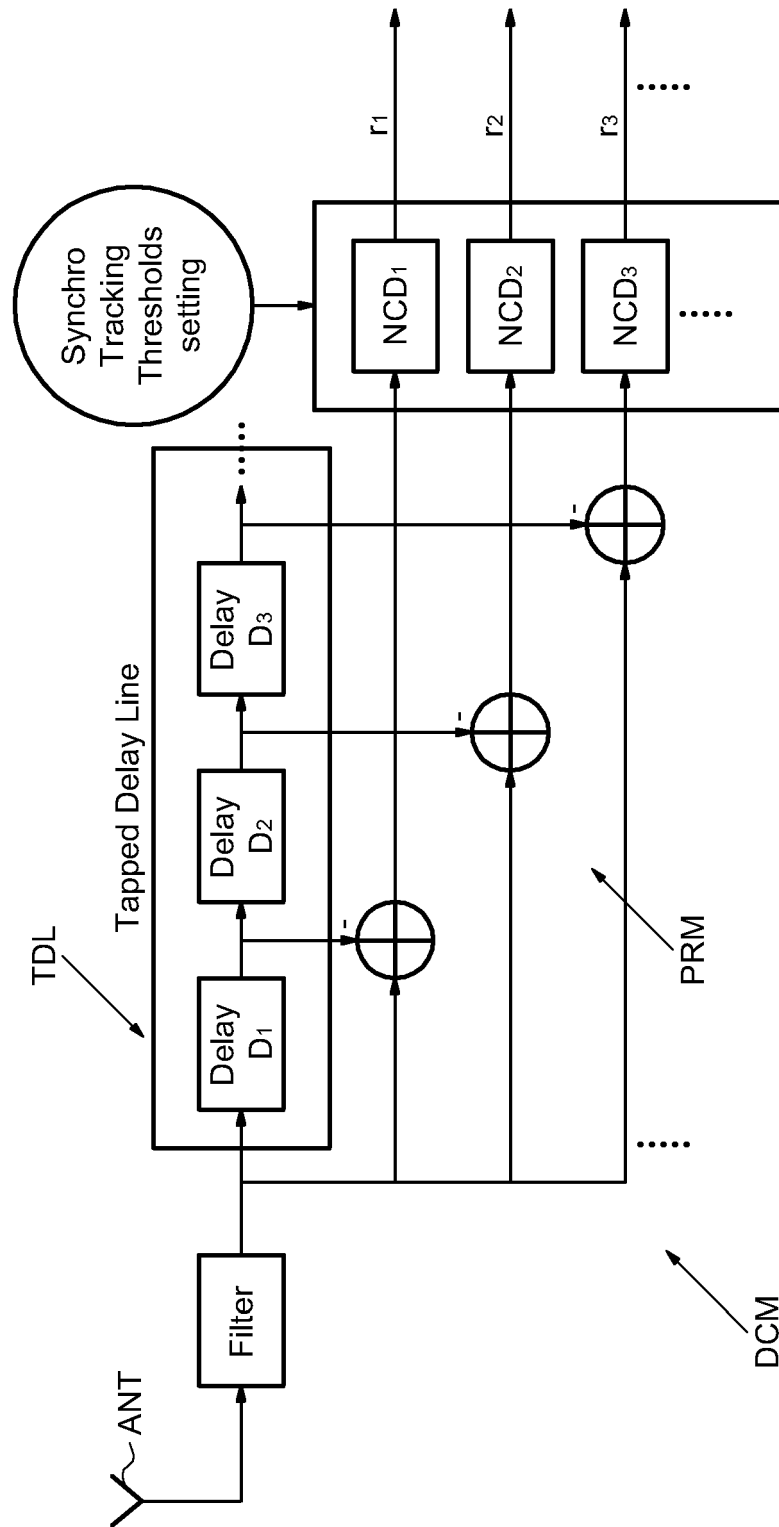 ANT
Filter
TDL
Tapped Delay Line
Delay
D1
Delay
D2
Delay
D3
.....
Synchro
Tracking
Thresholds
setting
-
-
-
NCD1
NCD2
NCD3
.....
r1
r2
r3
.....
.....
PRM
DCM